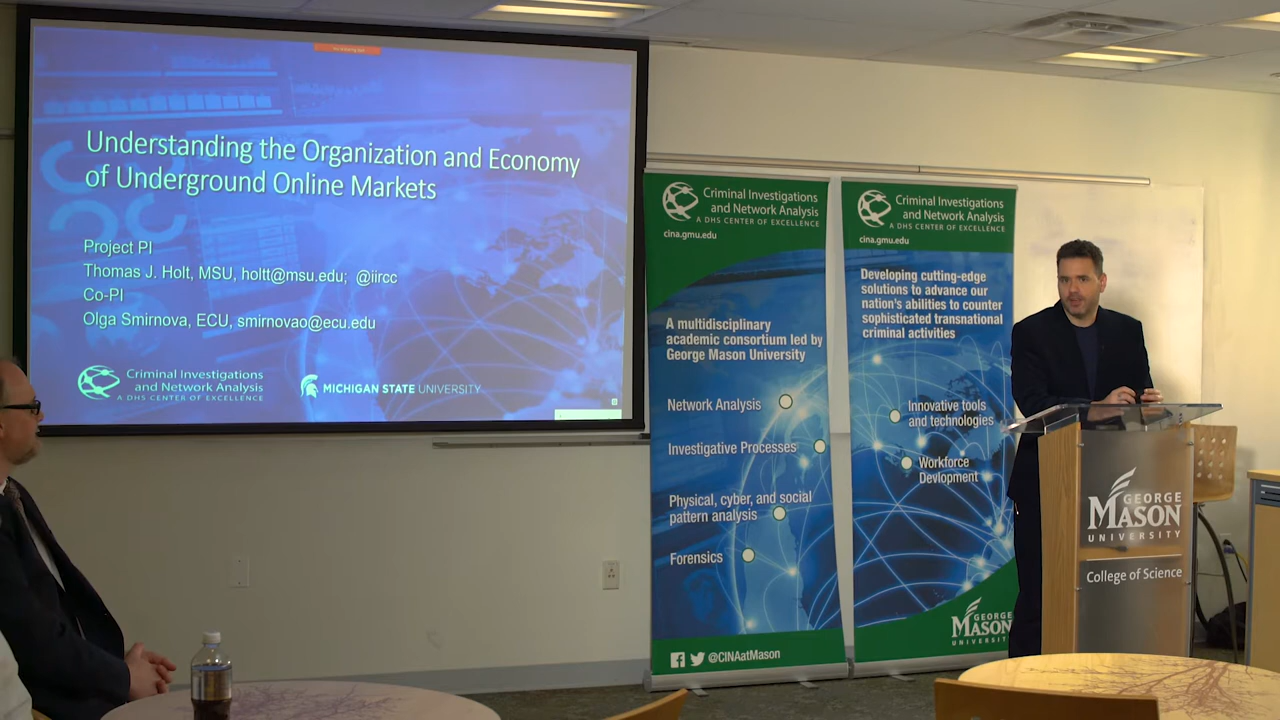 Understanding the Organization and Economy
of Underground Online Markets
Project PI
Thomas J. Holt, MSU, holtt@msu.edu; @iircc
Co-PI
Olga Smirnova, ECU, smirnovao@ecu.edu
Criminal Investigations
and Network Analysis
A DHS CENTER OF EXCELLENCE
MICHIGAN STATE UNIVERSITY
Criminal Investigations
and Network Analysis
A DHS CENTER OF EXCELLENCE
cina.gmu.edu
A multidisciplinary
academic consortium led by
George Mason University
Network Analysis
Investigative Processes
Physical, cyber, and social
pattern analysis
Forensics
@CINAatMason
Criminal Investigations
and Network Analysis
A DHS CENTER OF EXCELLENCE
cina.gmu.edu
Developing cutting-edge
solutions to advance our
nation's abilities to counter
sophisticated transnational
criminal activities
Innovative tools
and technologies
Workforce
Devlopment
GEORGE
MASON
UNIVERSITY
GEORGE
MASON
UNIVERSITY
College of Science